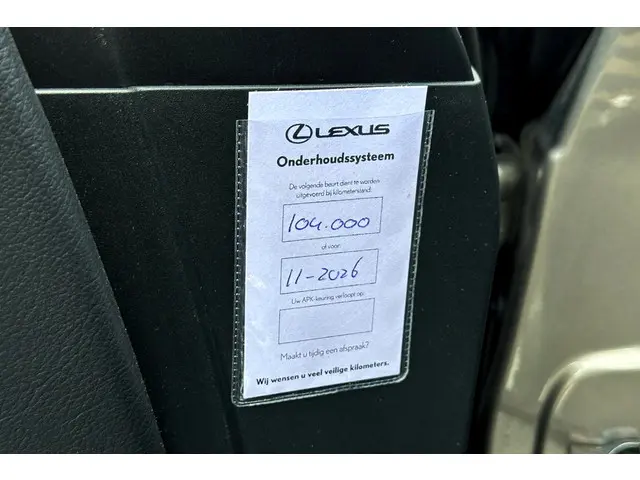 LEXUS
Onderhoudssysteem
De volgende beurt dient te worden
uitgevoerd bij kilometerstand:
104.000
of voor:
11-2026
Uw APK-keuring verloopt op:
Maakt u tijdig een afspraak?
Wij wensen u veel veilige kilometers.